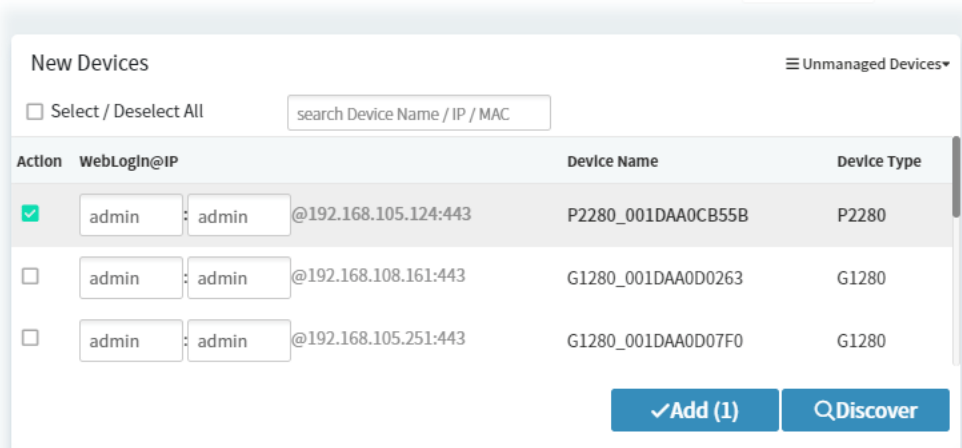 New Devices
Unmanaged Devices
Select / Deselect All
search Device Name / IP / MAC
Action WebLogin@IP Device Name Device Type
admin : admin @192.168.105.124:443 P2280_001DAA0CB55B P2280
admin : admin @192.168.108.161:443 G1280_001DAA0D0263 G1280
admin : admin @192.168.105.251:443 G1280_001DAA0D07F0 G1280
Add (1) Discover